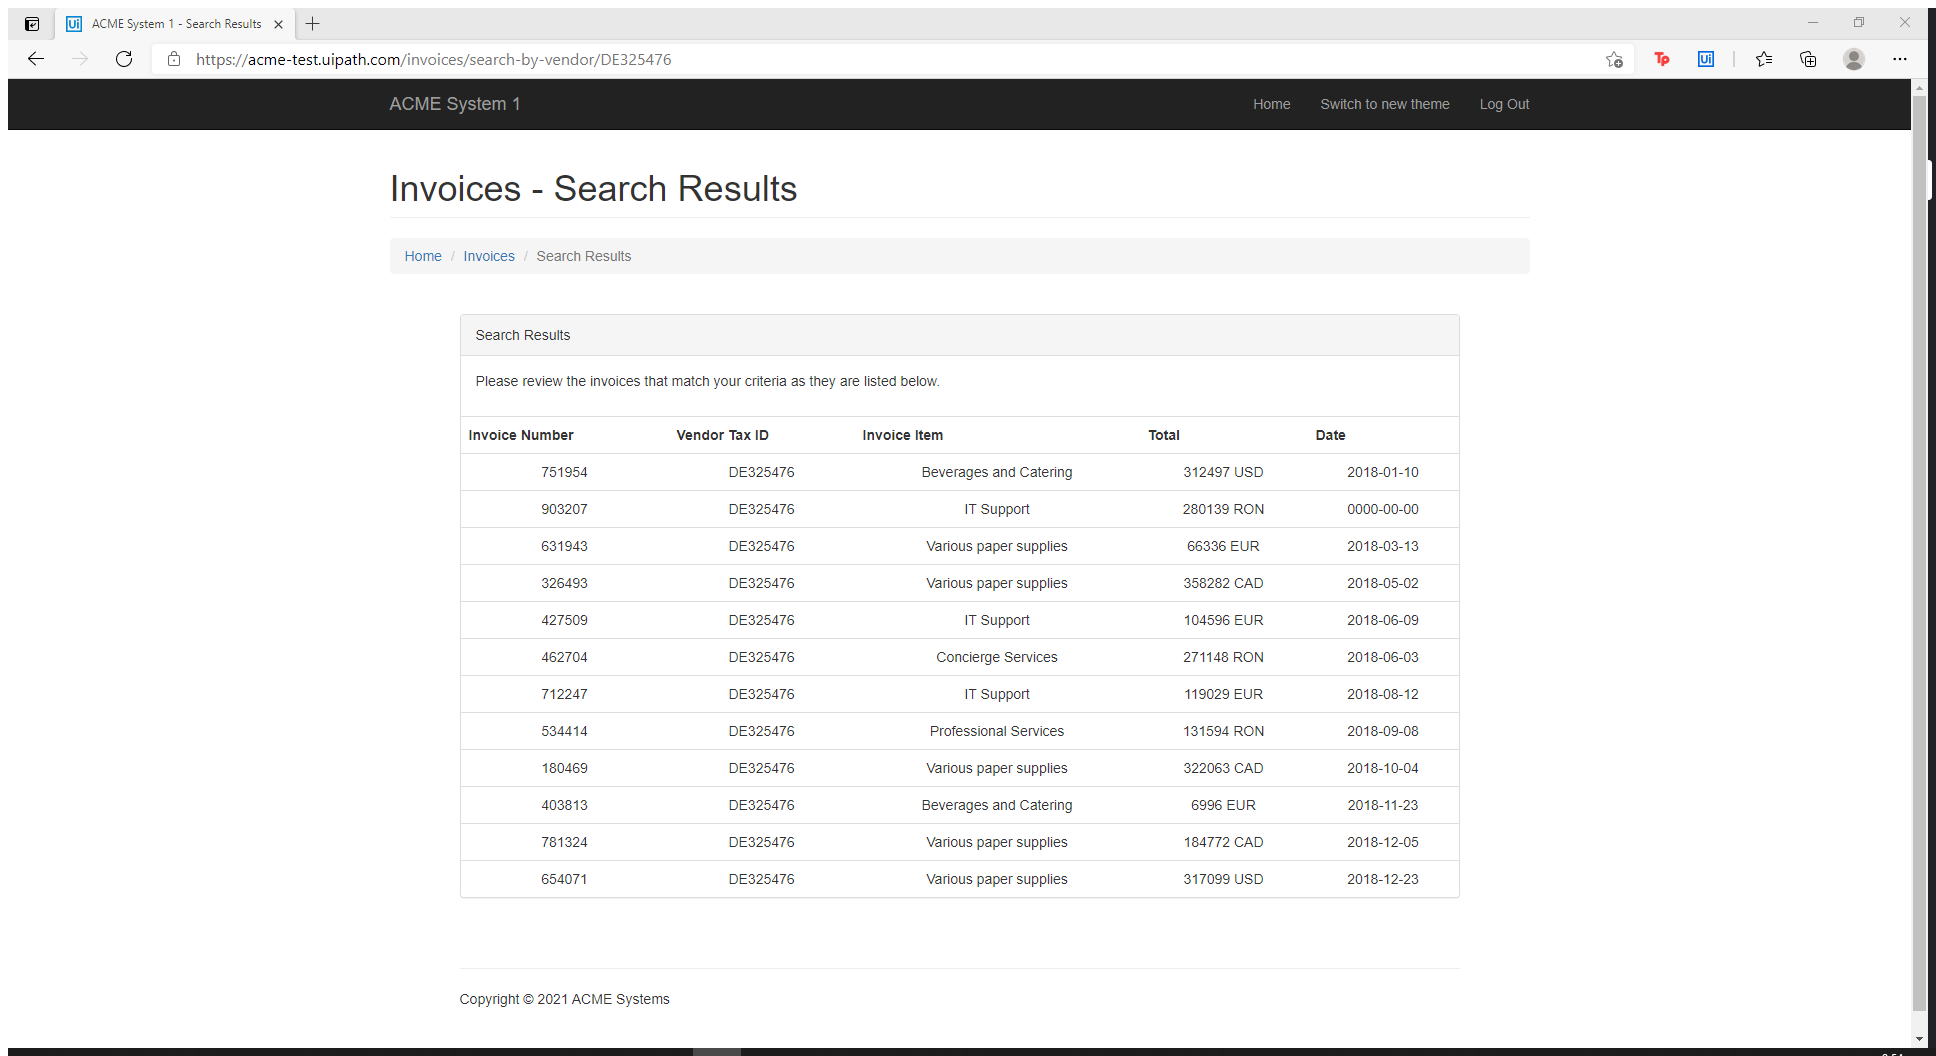 ACME System 1 - Search Results
https://acme-test.uipath.com/invoices/search-by-vendor/DE325476
ACME System 1 Home Switch to new theme Log Out
Invoices - Search Results
Home / Invoices / Search Results
Search Results
Please review the invoices that match your criteria as they are listed below.
Invoice Number Vendor Tax ID Invoice Item Total Date
751954 DE325476 Beverages and Catering 312497 USD 2018-01-10
903207 DE325476 IT Support 280139 RON 0000-00-00
631943 DE325476 Various paper supplies 66336 EUR 2018-03-13
326493 DE325476 Various paper supplies 358282 CAD 2018-05-02
427509 DE325476 IT Support 104596 EUR 2018-06-09
462704 DE325476 Concierge Services 271148 RON 2018-06-03
712247 DE325476 IT Support 119029 EUR 2018-08-12
534414 DE325476 Professional Services 131594 RON 2018-09-08
180469 DE325476 Various paper supplies 322063 CAD 2018-10-04
403813 DE325476 Beverages and Catering 6996 EUR 2018-11-23
781324 DE325476 Various paper supplies 184772 CAD 2018-12-05
654071 DE325476 Various paper supplies 317099 USD 2018-12-23
Copyright © 2021 ACME Systems